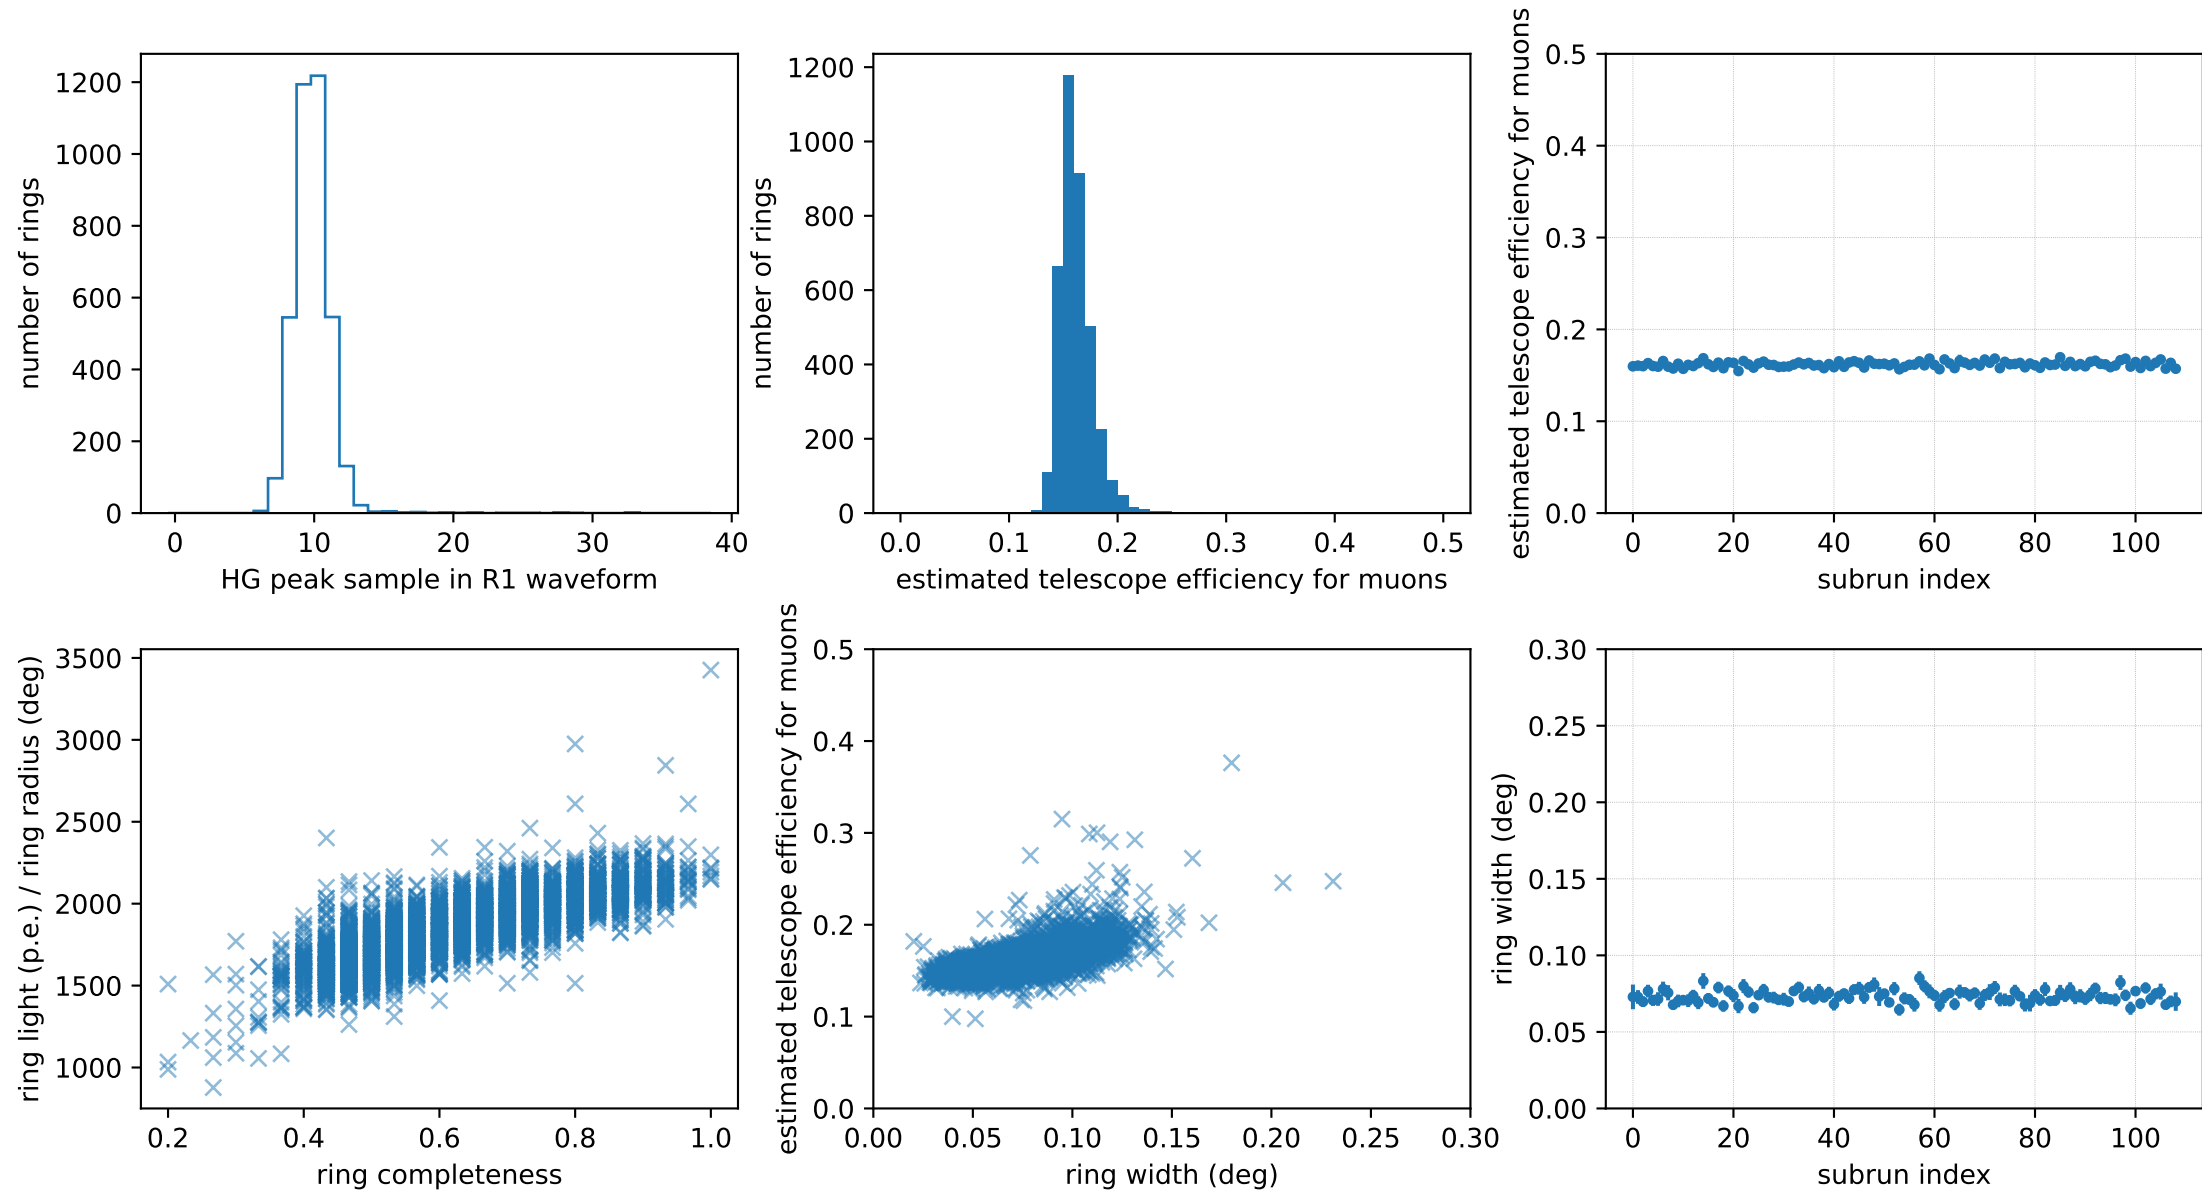 1200
1000
800
600
400
200
0
number of rings
0 10 20 30 40
HG peak sample in R1 waveform
1200
1000
800
600
400
200
0
number of rings
0.0 0.1 0.2 0.3 0.4 0.5
estimated telescope efficiency for muons
0.5
0.4
0.3
0.2
0.1
0.0
estimated telescope efficiency for muons
0 20 40 60 80 100
subrun index
3500
3000
2500
2000
1500
1000
ring light (p.e.) / ring radius (deg)
0.2 0.4 0.6 0.8 1.0
ring completeness
0.5
0.4
0.3
0.2
0.1
0.0
estimated telescope efficiency for muons
0.00 0.05 0.10 0.15 0.20 0.25 0.30
ring width (deg)
0.30
0.25
0.20
0.15
0.10
0.05
0.00
ring width (deg)
0 20 40 60 80 100
subrun index